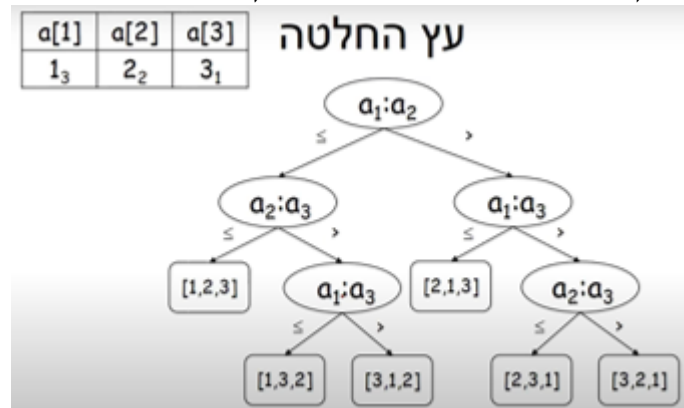 a[1] a[2] a[3]
1₃ 2₂ 3₁
עץ החלטה
a₁:a₂
≤ >
a₂:a₃ a₁:a₃
≤ > ≤ >
[1,2,3] a₁:a₃ [2,1,3] a₂:a₃
≤ > ≤ >
[1,3,2] [3,1,2] [2,3,1] [3,2,1]